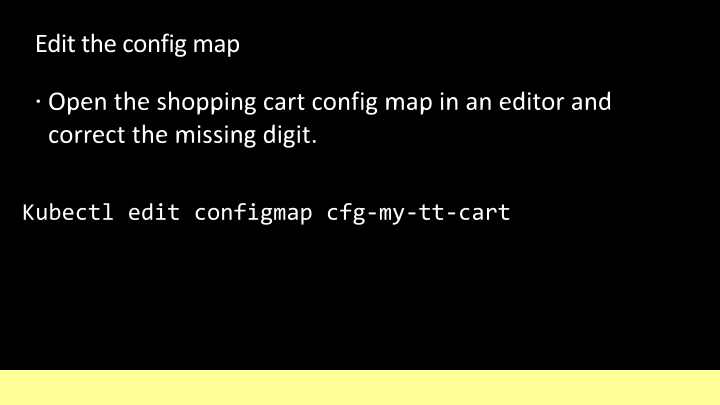 Edit the config map
· Open the shopping cart config map in an editor and
correct the missing digit.
Kubectl edit configmap cfg-my-tt-cart